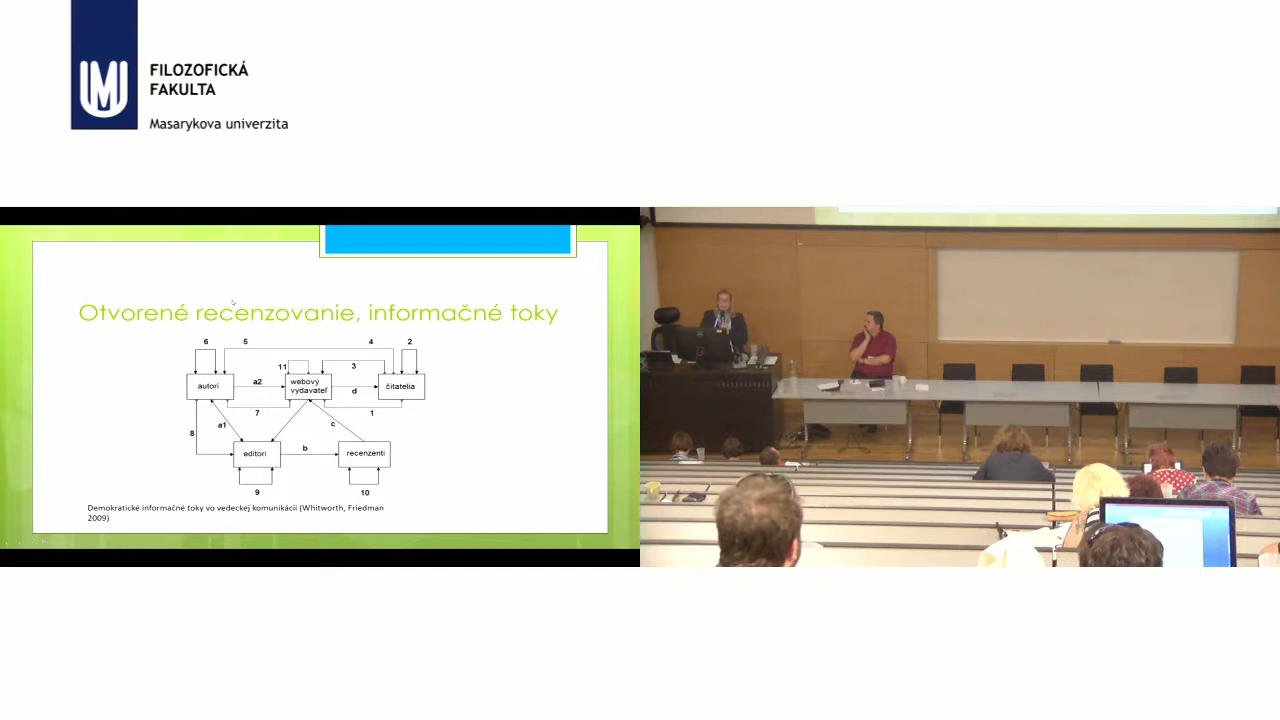 FILOZOFICKÁ
FAKULTA
Masarykova univerzita
Otvorené recenzovanie, informačné toky
6 5 4 2
11 3
autori a2 webový vydavateľ d čitatelia
7 1
8 a1 c
editori b recenzenti
9 10
Demokratické informačné toky vo vedeckej komunikácii (Whitworth, Friedman
2009)